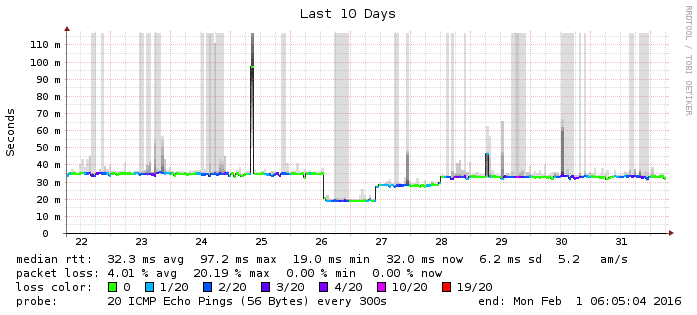 Last 10 Days
RRDTOOL / TOBI OETIKER
Seconds
110 m
100 m
90 m
80 m
70 m
60 m
50 m
40 m
30 m
20 m
10 m
0
22 23 24 25 26 27 28 29 30 31
median rtt: 32.3 ms avg 97.2 ms max 19.0 ms min 32.0 ms now 6.2 ms sd 5.2 am/s
packet loss: 4.01 % avg 20.19 % max 0.00 % min 0.00 % now
loss color: 0 1/20 2/20 3/20 4/20 10/20 19/20
probe: 20 ICMP Echo Pings (56 Bytes) every 300s end: Mon Feb 1 06:05:04 2016